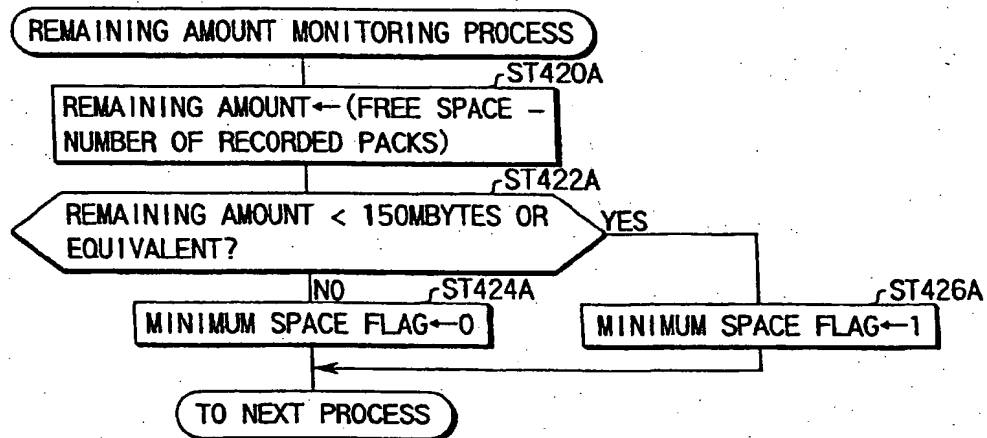 REMAINING AMOUNT MONITORING PROCESS
ST420A
REMAINING AMOUNT←(FREE SPACE –
NUMBER OF RECORDED PACKS)
ST422A
REMAINING AMOUNT < 150MBYTES OR
EQUIVALENT?
YES
NO
ST424A
MINIMUM SPACE FLAG←0
ST426A
MINIMUM SPACE FLAG←1
TO NEXT PROCESS